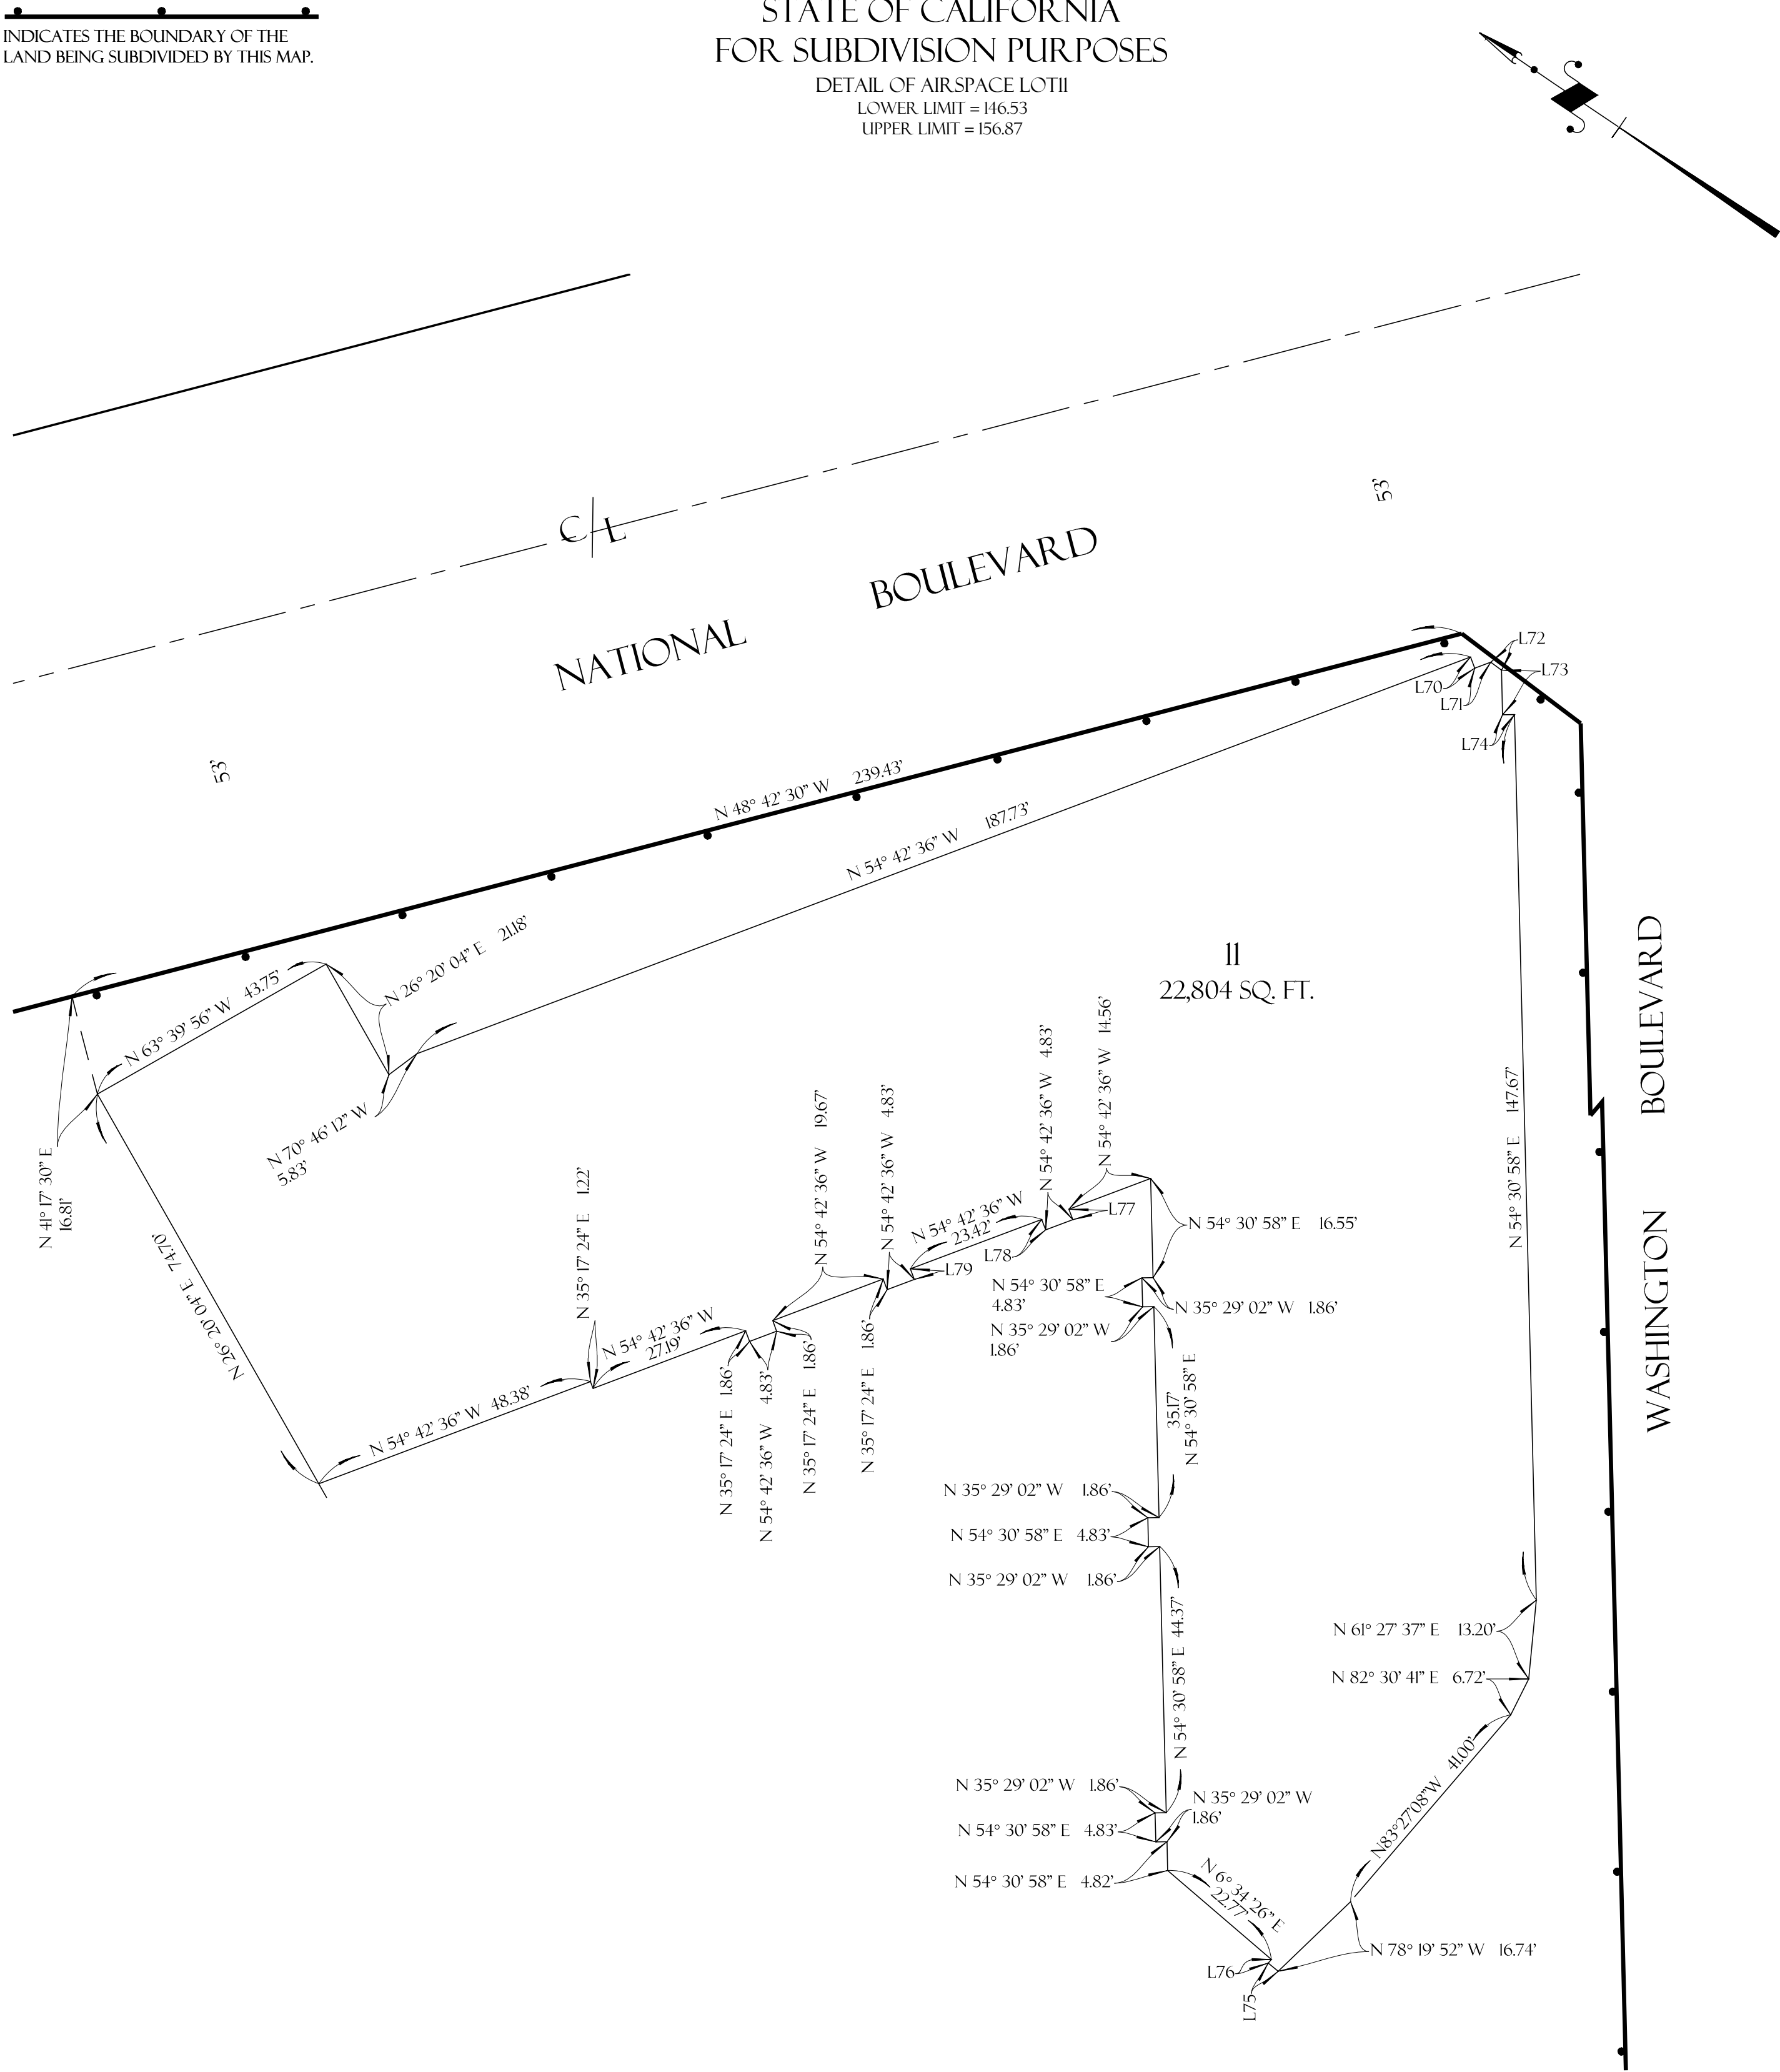 INDICATES THE BOUNDARY OF THE
LAND BEING SUBDIVIDED BY THIS MAP.
STATE OF CALIFORNIA
FOR SUBDIVISION PURPOSES
DETAIL OF AIRSPACE LOT11
LOWER LIMIT = 146.53
UPPER LIMIT = 156.87
C/L
53'
NATIONAL BOULEVARD
53'
L72
L73
L70
L71
L74
N 48° 42' 30" W 239.43'
N 54° 42' 36" W 187.73'
N 26° 20' 04" E 21.18'
N 63° 39' 56" W 43.75'
11
22,804 SQ. FT.
WASHINGTON BOULEVARD
N 41° 17' 30" E
16.81'
N 70° 46' 12" W
5.83'
N 26° 20' 04" E 74.70'
N 54° 42' 36" W 48.38'
N 35° 17' 24" E 1.22'
N 54° 42' 36" W
27.19'
N 35° 17' 24" E 1.86'
N 54° 42' 36" W 4.83'
N 35° 17' 24" E 1.86'
N 54° 42' 36" W 19.67'
N 35° 17' 24" E 1.86'
N 54° 42' 36" W 4.83'
L79
N 54° 42' 36" W
23.42'
L78
N 54° 42' 36" W 4.83'
L77
N 54° 42' 36" W 14.56'
N 54° 30' 58" E 16.55'
N 35° 29' 02" W 1.86'
N 54° 30' 58" E
4.83'
N 35° 29' 02" W
1.86'
35.17'
N 54° 30' 58" E
N 54° 30' 58" E 147.67'
N 35° 29' 02" W 1.86'
N 54° 30' 58" E 4.83'
N 35° 29' 02" W 1.86'
N 54° 30' 58" E 44.37'
N 61° 27' 37" E 13.20'
N 82° 30' 41" E 6.72'
N83°27'08"W 41.00'
N 35° 29' 02" W 1.86'
N 35° 29' 02" W
1.86'
N 54° 30' 58" E 4.83'
N 54° 30' 58" E 4.82'
N 6° 34' 26" E
22.77'
N 78° 19' 52" W 16.74'
L76
L75